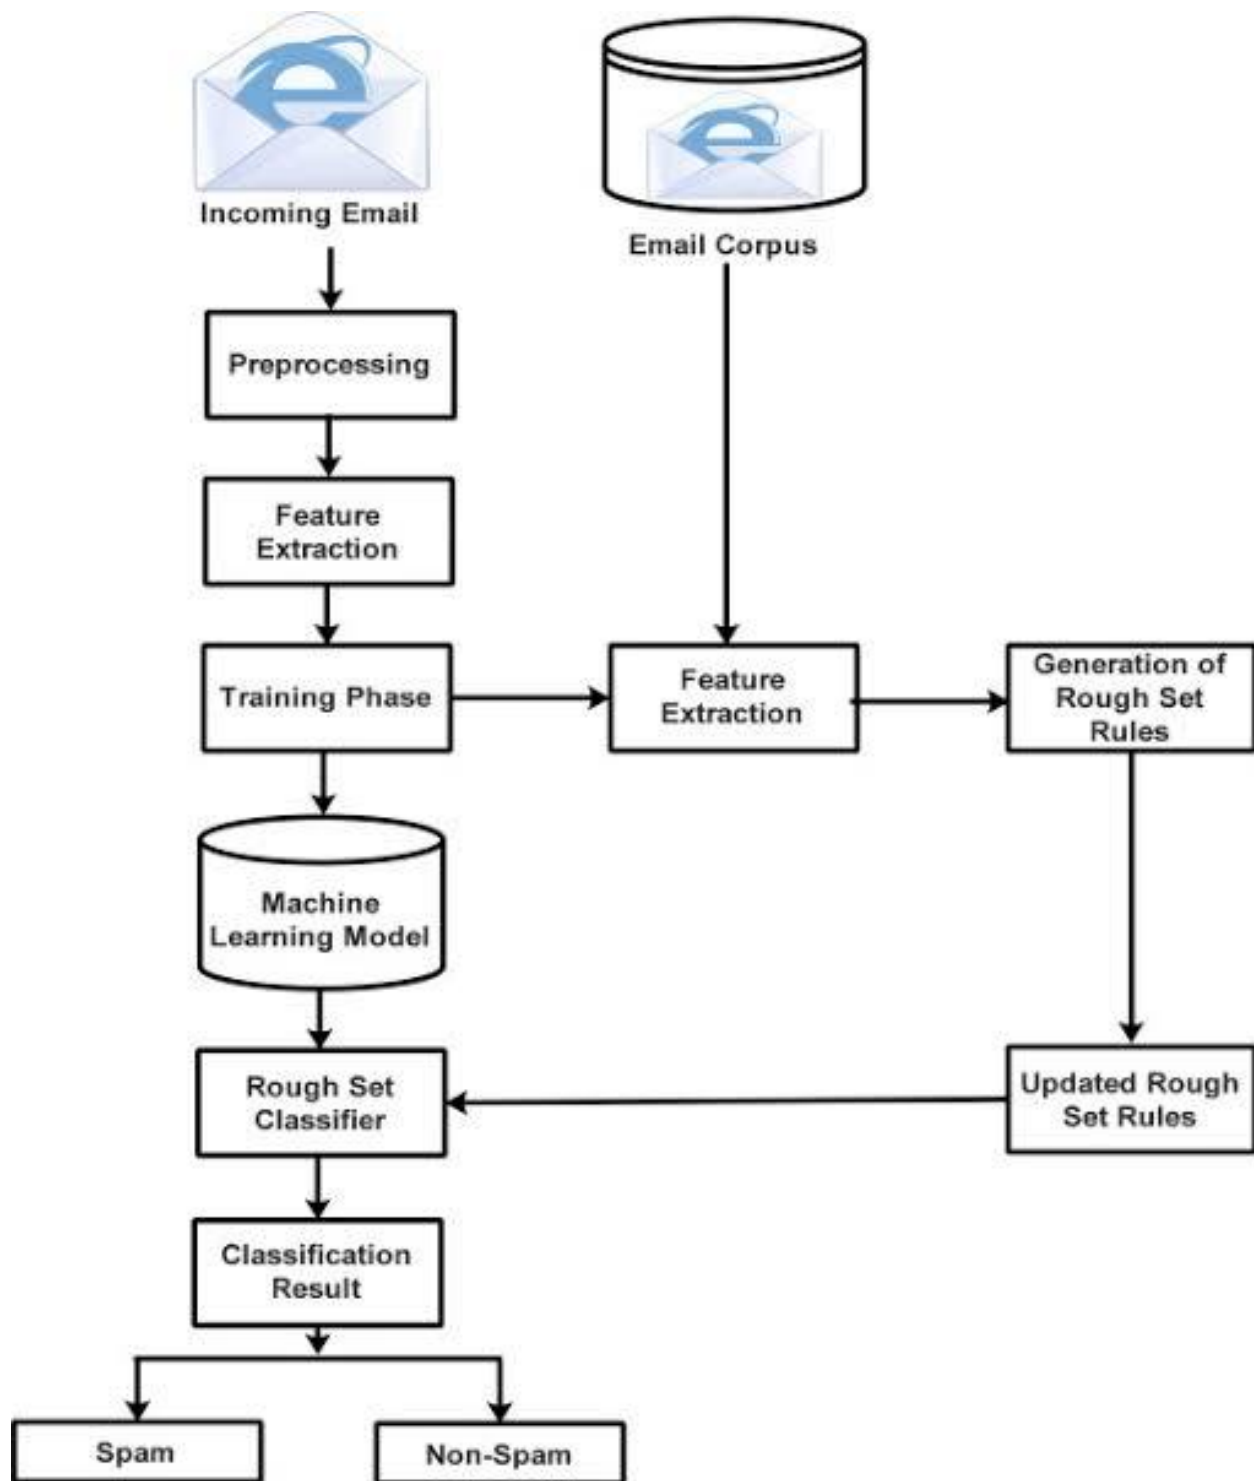 Incoming Email
Email Corpus
Preprocessing
Feature
Extraction
Training Phase
Feature
Extraction
Generation of
Rough Set
Rules
Machine
Learning Model
Rough Set
Classifier
Updated Rough
Set Rules
Classification
Result
Spam
Non-Spam